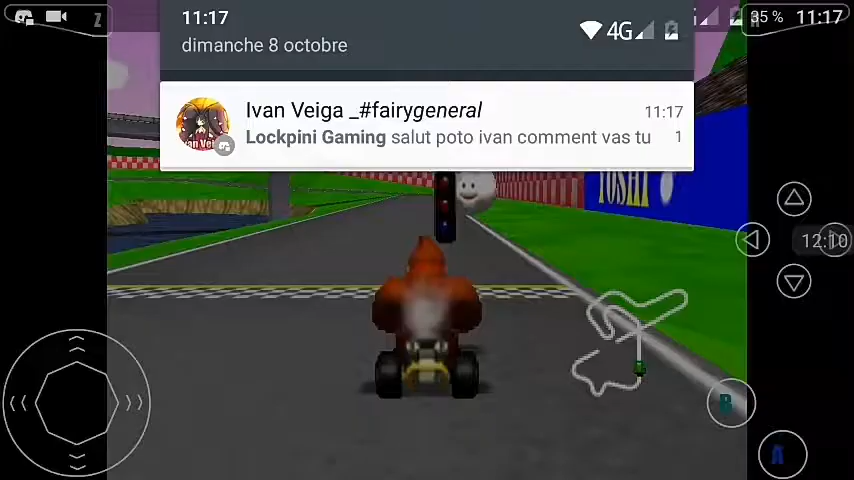 Z
35 % 11:17
11:17
dimanche 8 octobre
4G
Ivan Veiga _#fairygeneral
11:17
Lockpini Gaming salut poto ivan comment vas tu 1
YOSHI
12:10
B
A